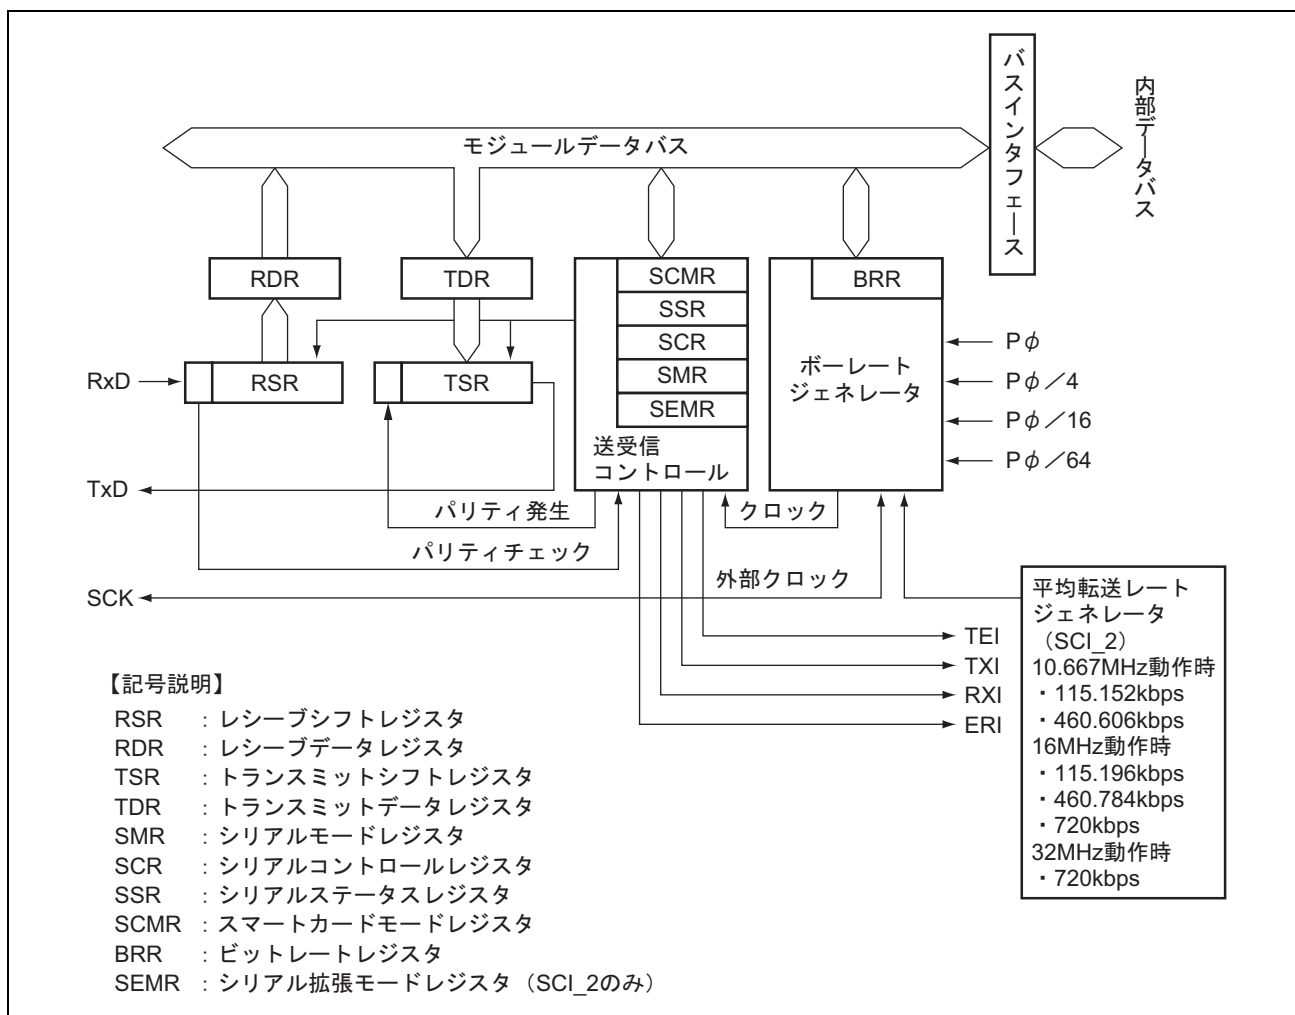 バスインタフェース
内部データバス
モジュールデータバス
RDR
TDR
SCMR
SSR
SCR
SMR
SEMR
送受信
コントロール
BRR
ボーレート
ジェネレータ
Pφ
Pφ／4
Pφ／16
Pφ／64
RxD
RSR
TSR
TxD
パリティ発生
パリティチェック
クロック
外部クロック
SCK
TEI
TXI
RXI
ERI
平均転送レート
ジェネレータ
（SCI_2）
10.667MHz動作時
・115.152kbps
・460.606kbps
16MHz動作時
・115.196kbps
・460.784kbps
・720kbps
32MHz動作時
・720kbps
【記号説明】
RSR : レシーブシフトレジスタ
RDR : レシーブデータレジスタ
TSR : トランスミットシフトレジスタ
TDR : トランスミットデータレジスタ
SMR : シリアルモードレジスタ
SCR : シリアルコントロールレジスタ
SSR : シリアルステータスレジスタ
SCMR : スマートカードモードレジスタ
BRR : ビットレートレジスタ
SEMR : シリアル拡張モードレジスタ（SCI_2のみ）